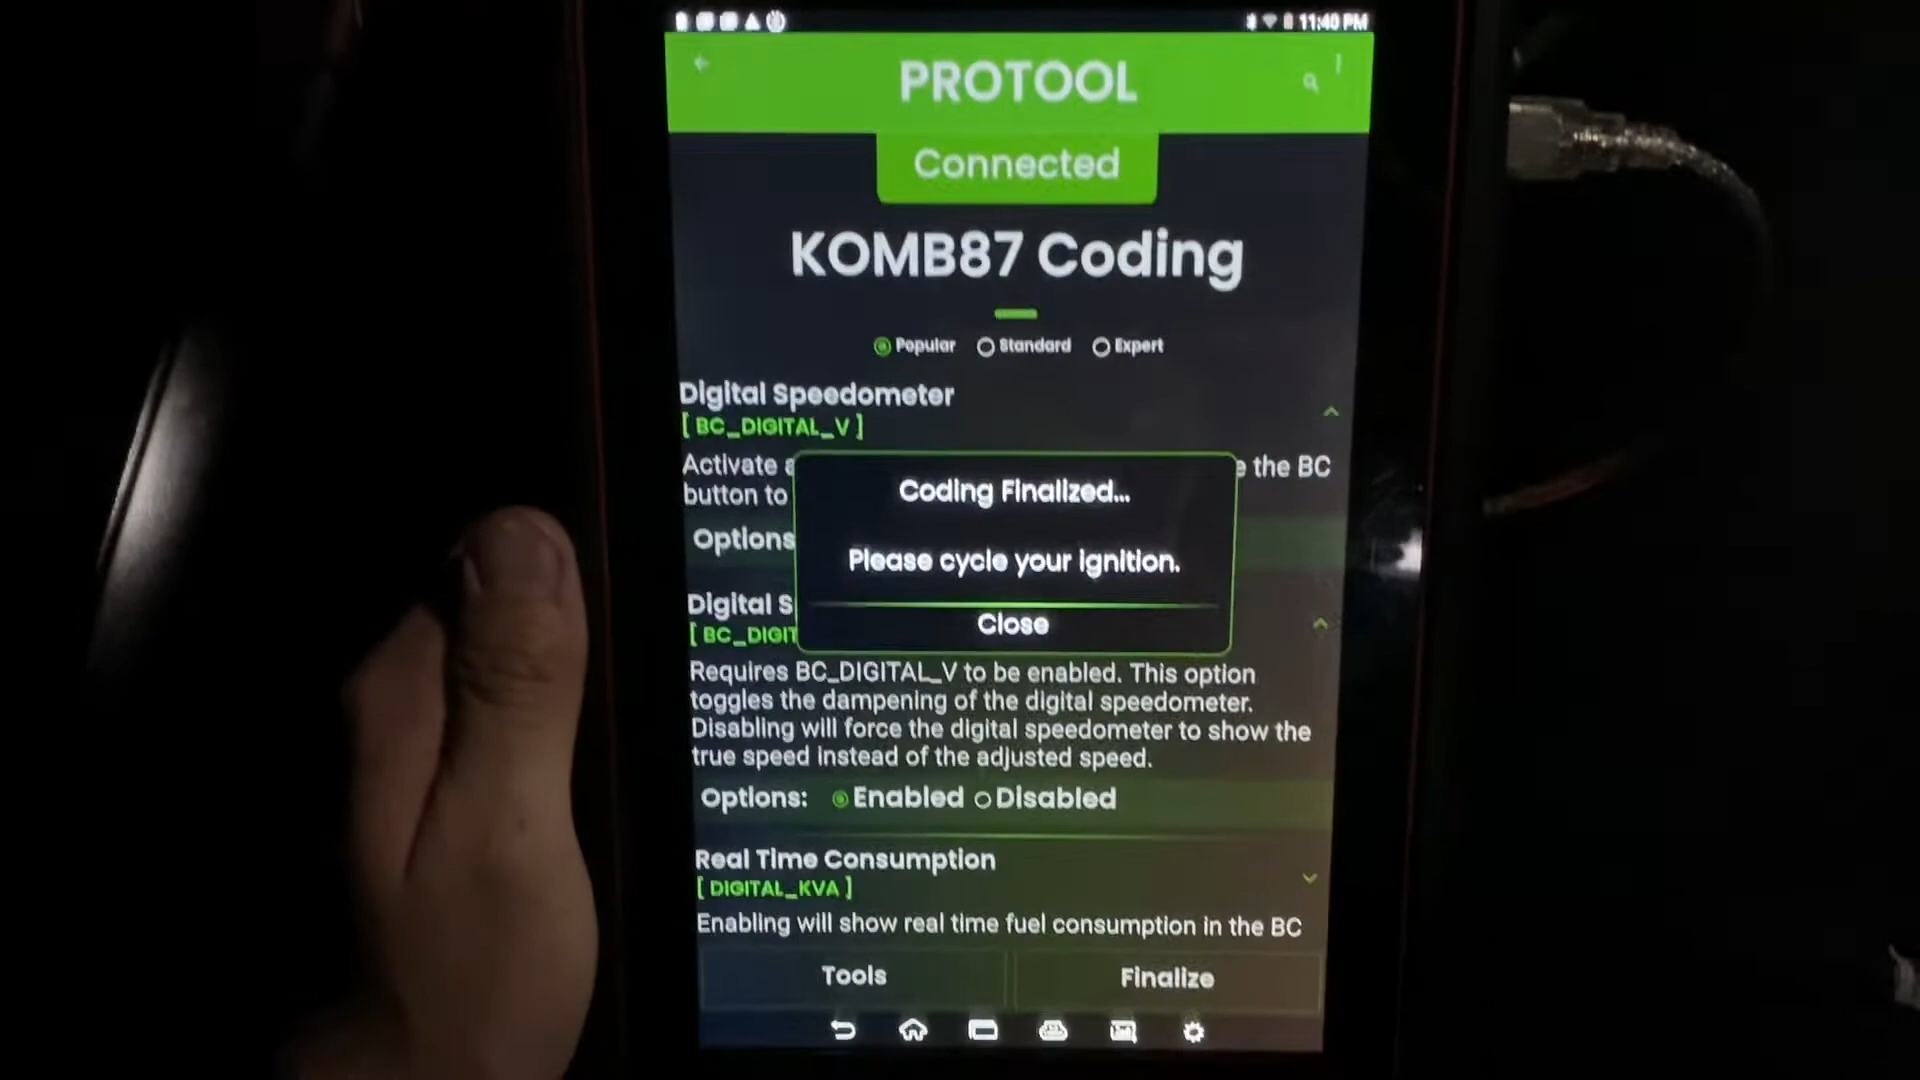 11:40 PM
PROTOOL
Connected
KOMB87 Coding
Popular Standard Expert
Digital Speedometer
[ BC_DIGITAL_V ]
Activate the BC
button to
Options
Coding Finalized...
Please cycle your ignition.
Close
Digital S
[ BC_DIGIT
Requires BC_DIGITAL_V to be enabled. This option
toggles the dampening of the digital speedometer.
Disabling will force the digital speedometer to show the
true speed instead of the adjusted speed.
Options: Enabled Disabled
Real Time Consumption
[ DIGITAL_KVA ]
Enabling will show real time fuel consumption in the BC
Tools Finalize